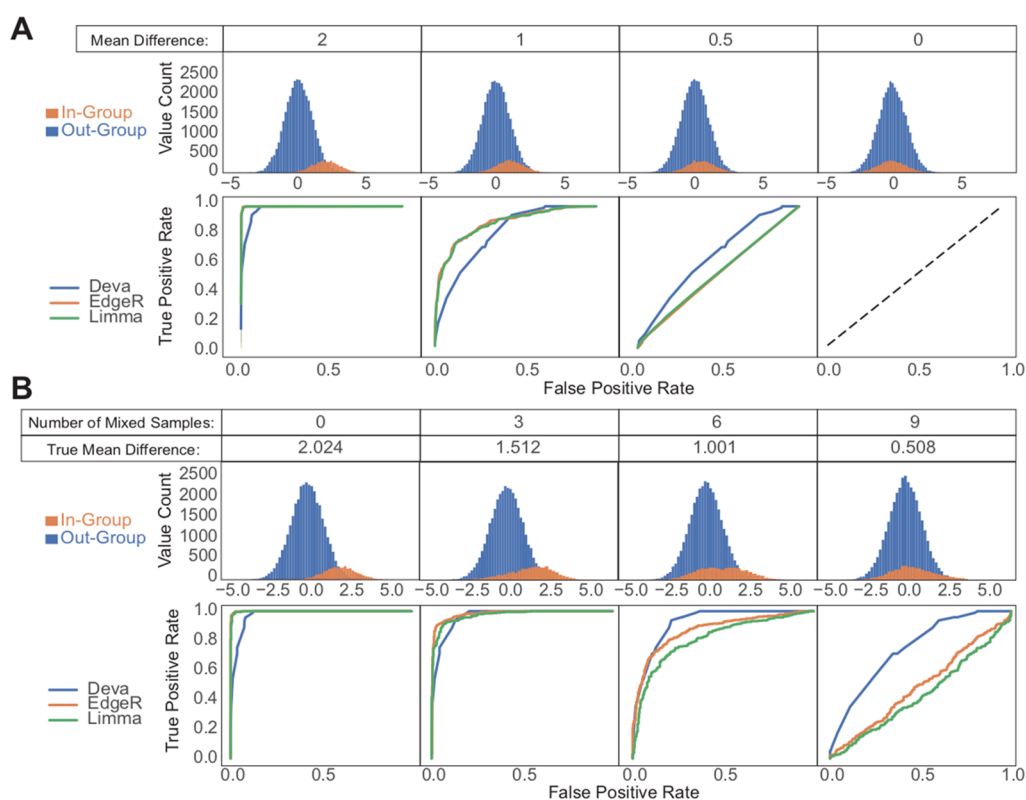 A
Mean Difference: 2 1 0.5 0
Value Count
2500
2000
1500
1000
500
0
In-Group
Out-Group
−5 0 5 −5 0 5 −5 0 5 −5 0 5
True Positive Rate
1.0
0.8
0.6
0.4
0.2
0.0
Deva
EdgeR
Limma
0.0 0.5 0.0 0.5 0.0 0.5 0.0 0.5 1.0
False Positive Rate
B
Number of Mixed Samples: 0 3 6 9
True Mean Difference: 2.024 1.512 1.001 0.508
Value Count
2500
2000
1500
1000
500
0
In-Group
Out-Group
−5.0 −2.5 0.0 2.5 5.0 −5.0 −2.5 0.0 2.5 5.0 −5.0 −2.5 0.0 2.5 5.0 −5.0 −2.5 0.0 2.5 5.0
True Positive Rate
1.0
0.8
0.6
0.4
0.2
0.0
Deva
EdgeR
Limma
0.0 0.5 0.0 0.5 0.0 0.5 0.0 0.5 1.0
False Positive Rate